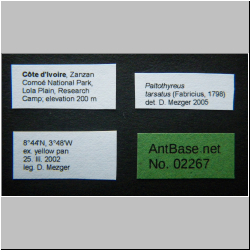 Côte d'Ivoire, Zanzan
Comoé National Park,
Lola Plain, Research
Camp, elevation 200 m
Paltothyreus
tarsatus (Fabricius, 1798)
det. D. Mezger 2005
8°44'N, 3°48'W
ex. yellow pan
25. III. 2002
leg. D. Mezger
AntBase.net
No. 02267